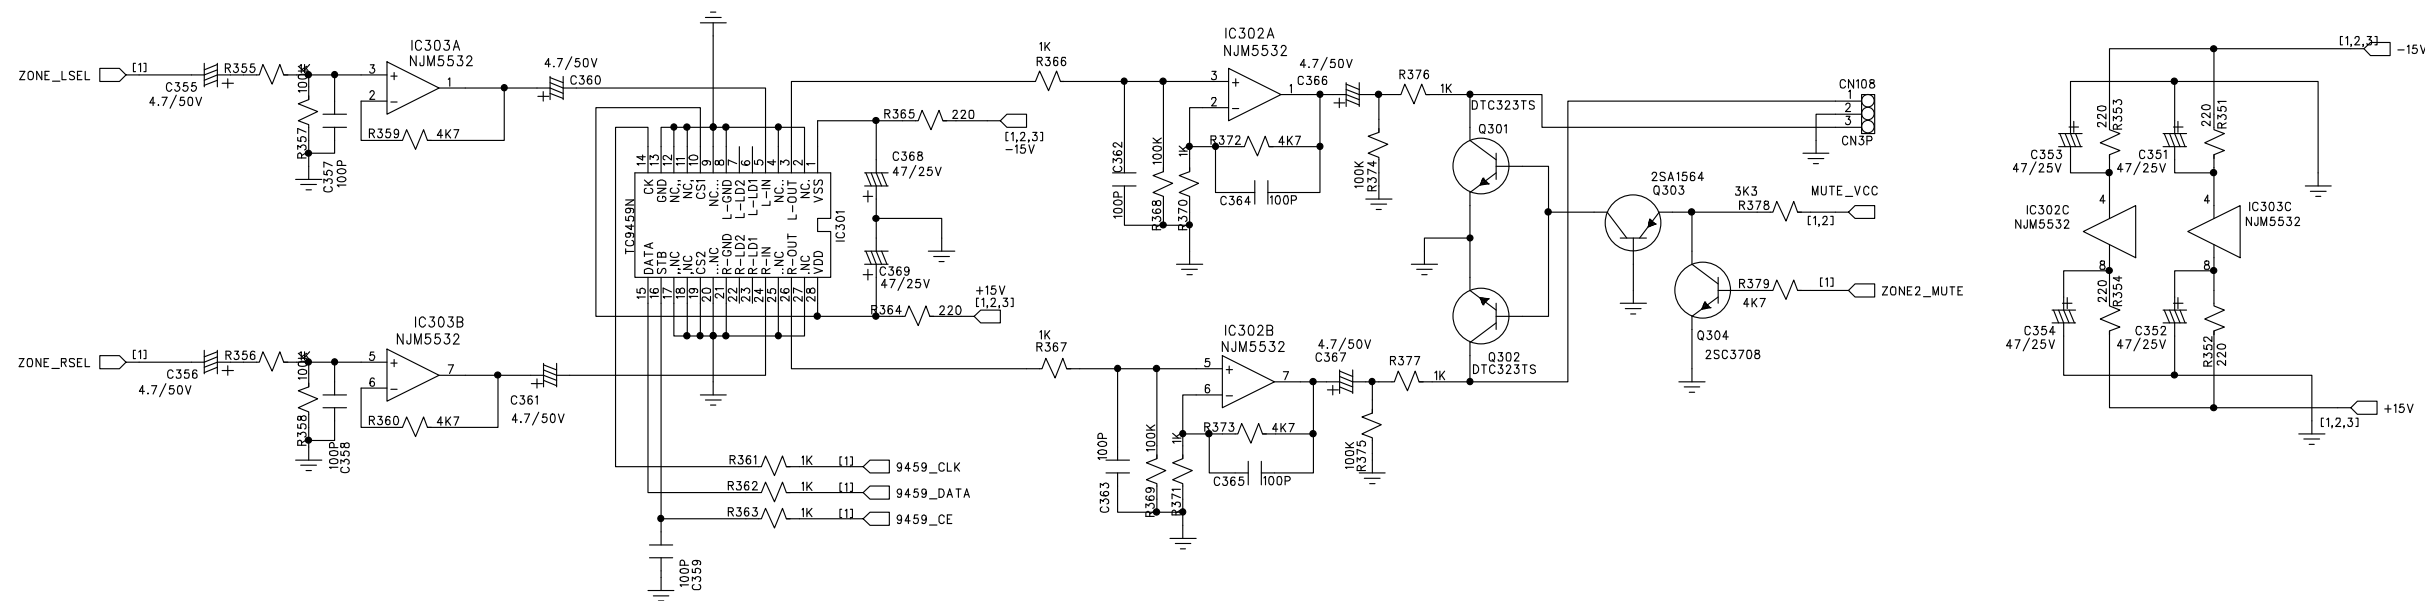 ZONE_LSEL
[1]
C355
4.7/50V
R355
R357
C357
100P
IC303A
NJM5532
3
2
1
R359
4K7
4.7/50V
C360
ZONE_RSEL
[1]
C356
4.7/50V
R356
R358
100P
C358
IC303B
NJM5532
5
6
7
R360
4K7
C361
4.7/50V
14
13
12
11
10
9
8
7
6
5
4
3
2
1
CK
GND
NC..
NC.
CS1
NC...
L-GND
L-LD2
L-LD1
L-IN
NC..
L-OUT
NC.
VSS
TC9459N
IC301
DATA
STB
..NC
.NC
CS2
...NC
R-GND
R-LD2
R-LD1
R-IN
..NC
R-OUT
.NC
VDD
15
16
17
18
19
20
21
22
23
24
25
26
27
28
R365
220
[1,2,3]
-15V
C368
47/25V
C369
47/25V
+15V
[1,2,3]
R364
220
R361
1K
[1]
9459_CLK
R362
1K
[1]
9459_DATA
R363
1K
[1]
9459_CE
100P
C359
1K
R366
C362
100P
100K
R368
1K
R370
IC302A
NJM5532
3
2
1
R372
4K7
C364
100P
4.7/50V
C366
R376
1K
100K
R374
1K
R367
100P
C363
100K
R369
1K
R371
IC302B
NJM5532
5
6
7
R373
4K7
C365
100P
4.7/50V
C367
R377
1K
100K
R375
DTC323TS
Q301
Q302
DTC323TS
2SA1564
Q303
3K3
R378
MUTE_VCC
[1,2]
R379
4K7
[1]
ZONE2_MUTE
Q304
2SC3708
CN108
1
2
3
CN3P
[1,2,3]
-15V
C353
47/25V
220
R353
C351
47/25V
220
R351
4
IC302C
NJM5532
8
4
IC303C
NJM5532
8
C354
47/25V
220
R354
C352
47/25V
R352
220
+15V
[1,2,3]